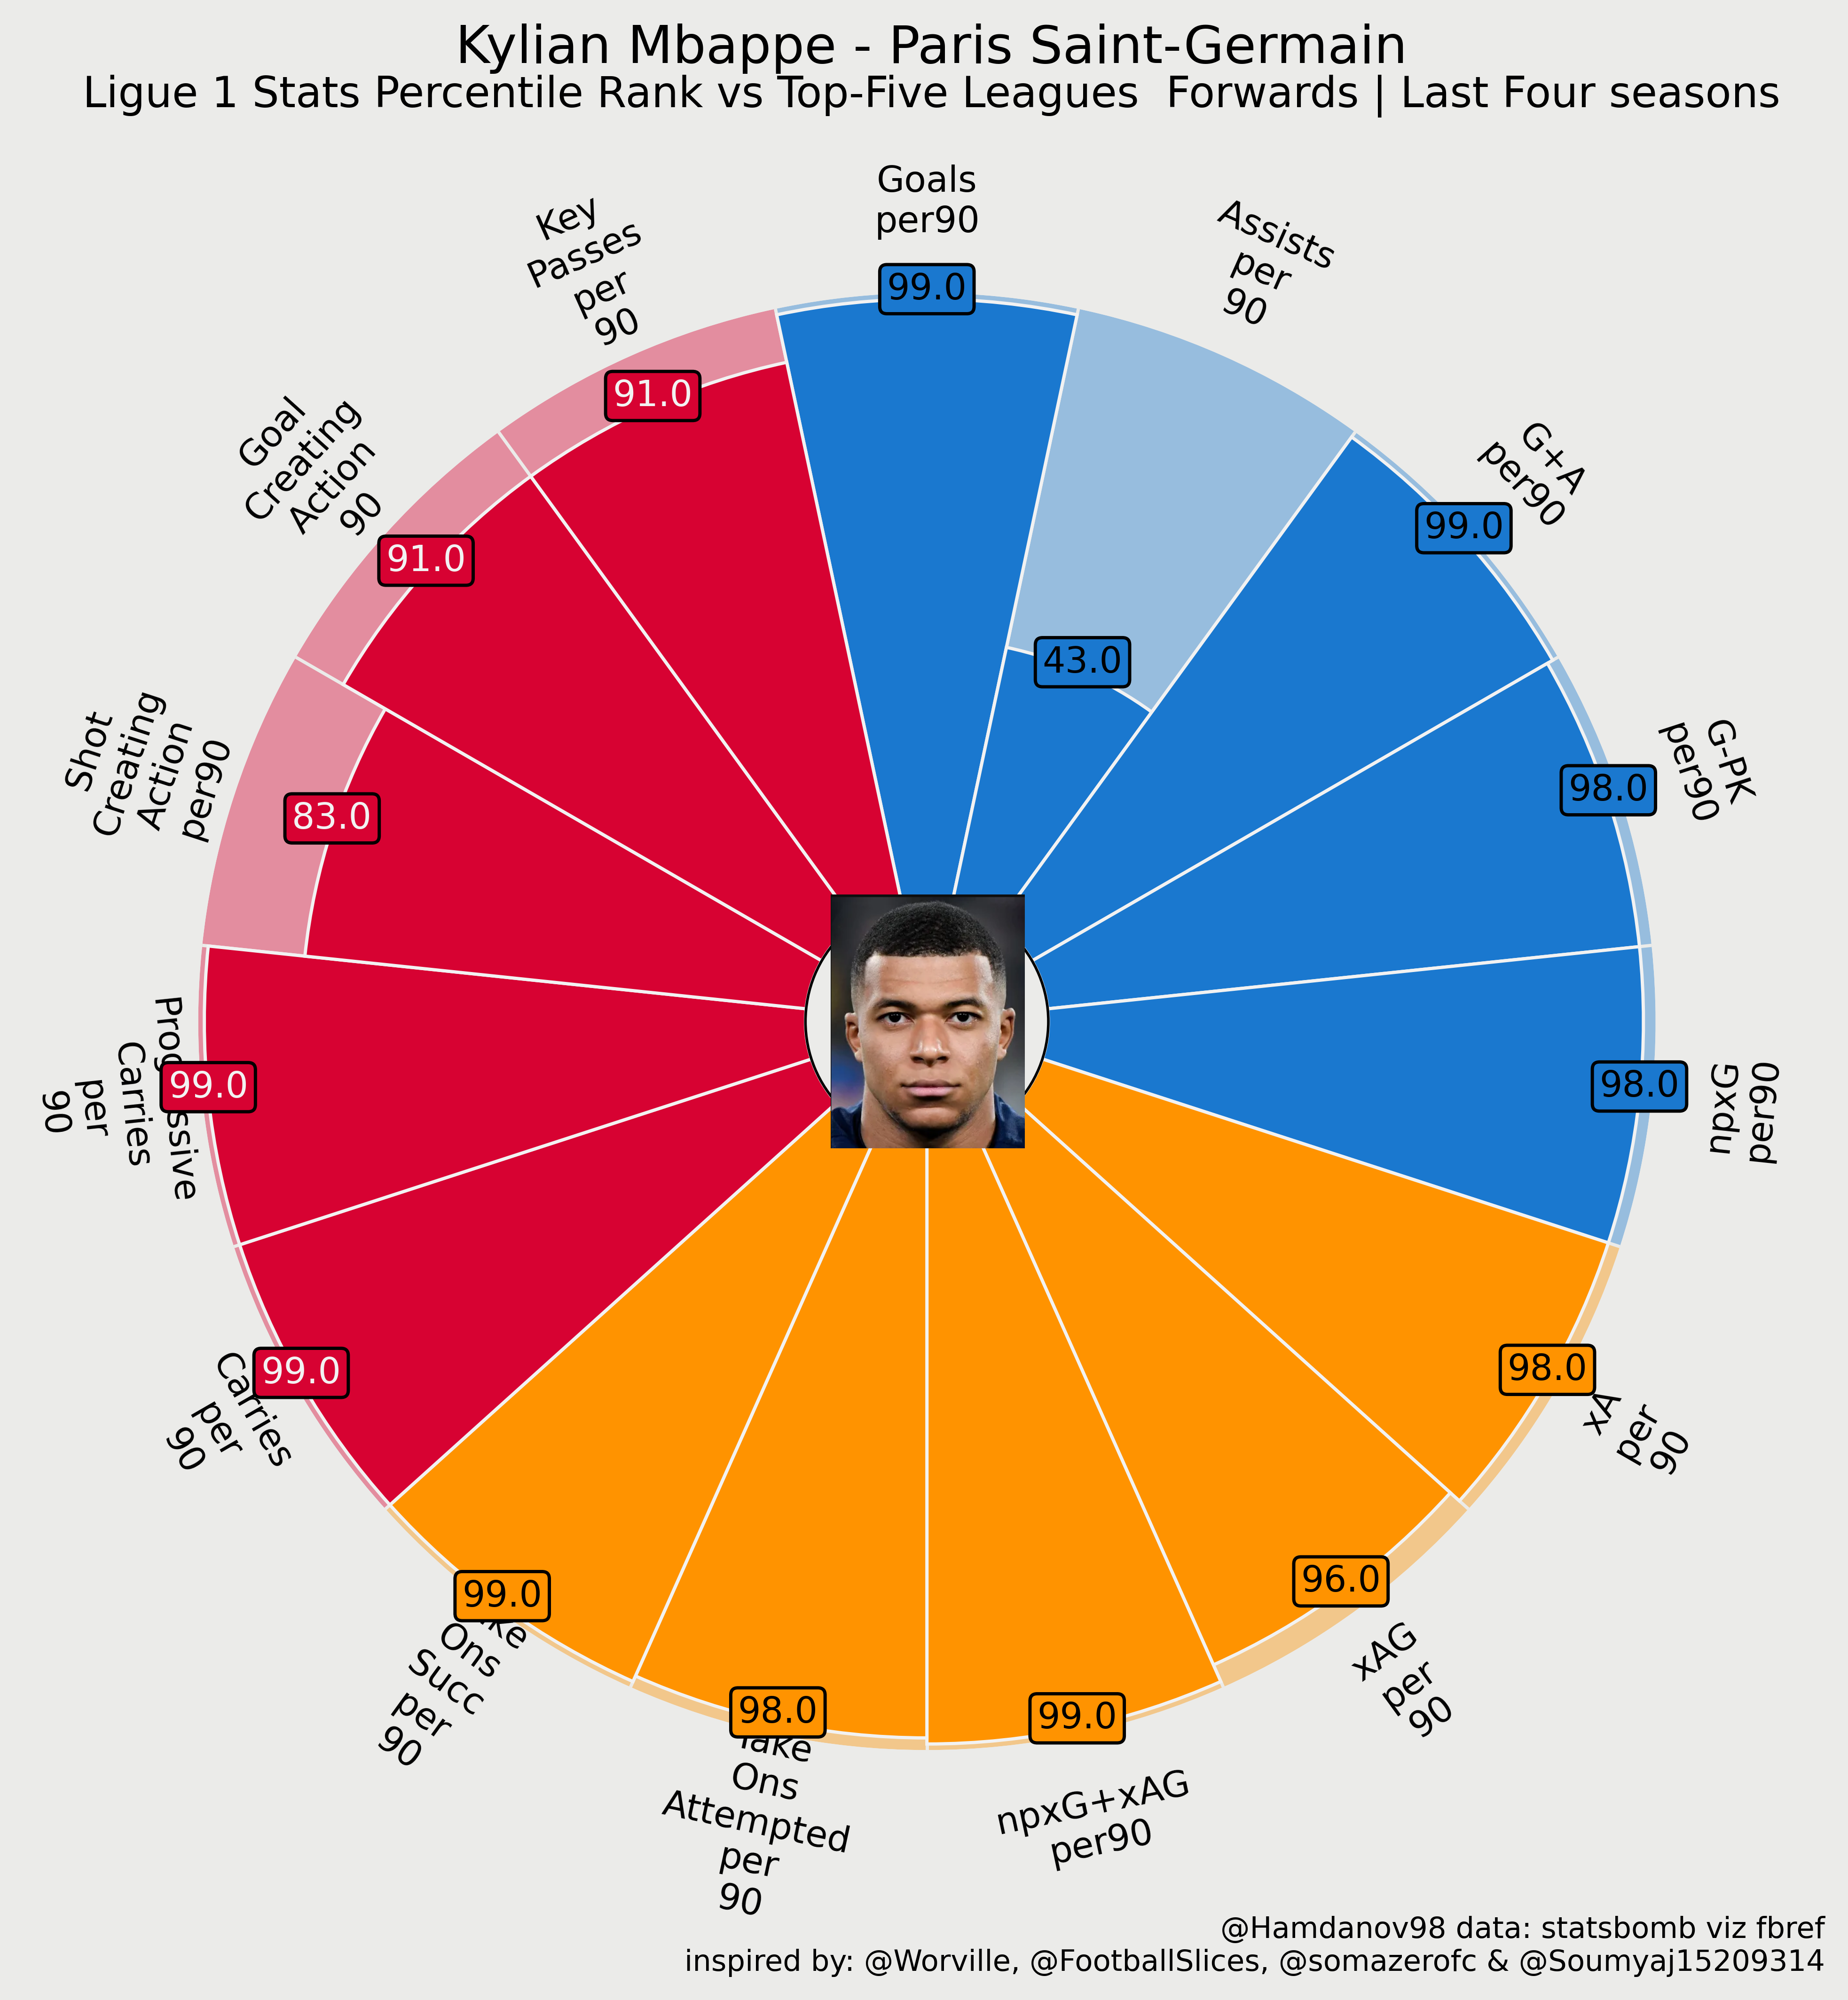 Kylian Mbappe - Paris Saint-Germain
Ligue 1 Stats Percentile Rank vs Top-Five Leagues  Forwards | Last Four seasons
Goals
per90
99.0
Assists
per
90
43.0
G+A
per90
99.0
G-PK
per90
98.0
npxG
per90
98.0
xA
per
90
98.0
xAG
per
90
96.0
npxG+xAG
per90
99.0
Take
Ons
Attempted
per
90
98.0
Ons
Succ
per
90
99.0
Carries
per
90
99.0
Carries
per
90
99.0
Shot
Creating
Action
per90
83.0
Goal
Creating
Action
90
91.0
Key
Passes
per
90
91.0
@Hamdanov98 data: statsbomb viz fbref
inspired by: @Worville, @FootballSlices, @somazerofc & @Soumyaj15209314